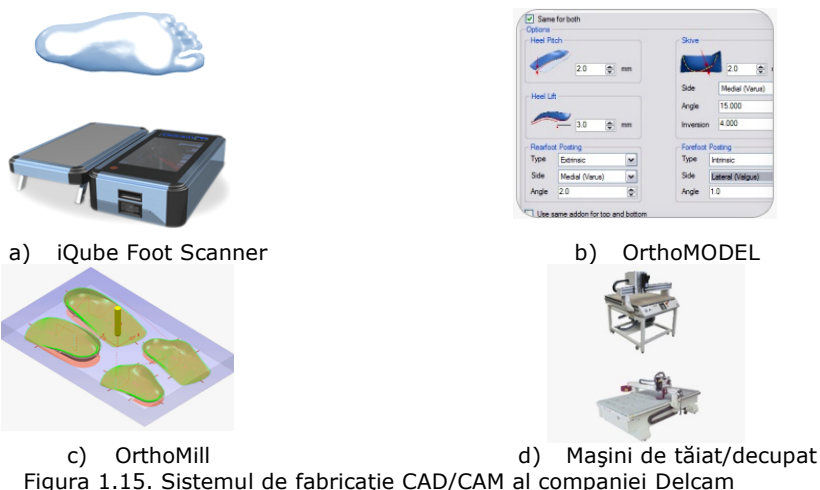 Same for both
Options
Heel Pitch
2.0 mm
Skive
2.0
Side Medial (Varus)
Angle 15.000
Inversion 4.000
Heel Lift
3.0 mm
Rearfoot Posting
Type Extrinsic
Side Medial (Varus)
Angle 2.0
Forefoot Posting
Type Intrinsic
Side Lateral (Valgus)
Angle 1.0
Use same addon for top and bottom
a) iQube Foot Scanner
b) OrthoMODEL
c) OrthoMill
d) Maşini de tăiat/decupat
Figura 1.15. Sistemul de fabricatie CAD/CAM al companiei Delcam